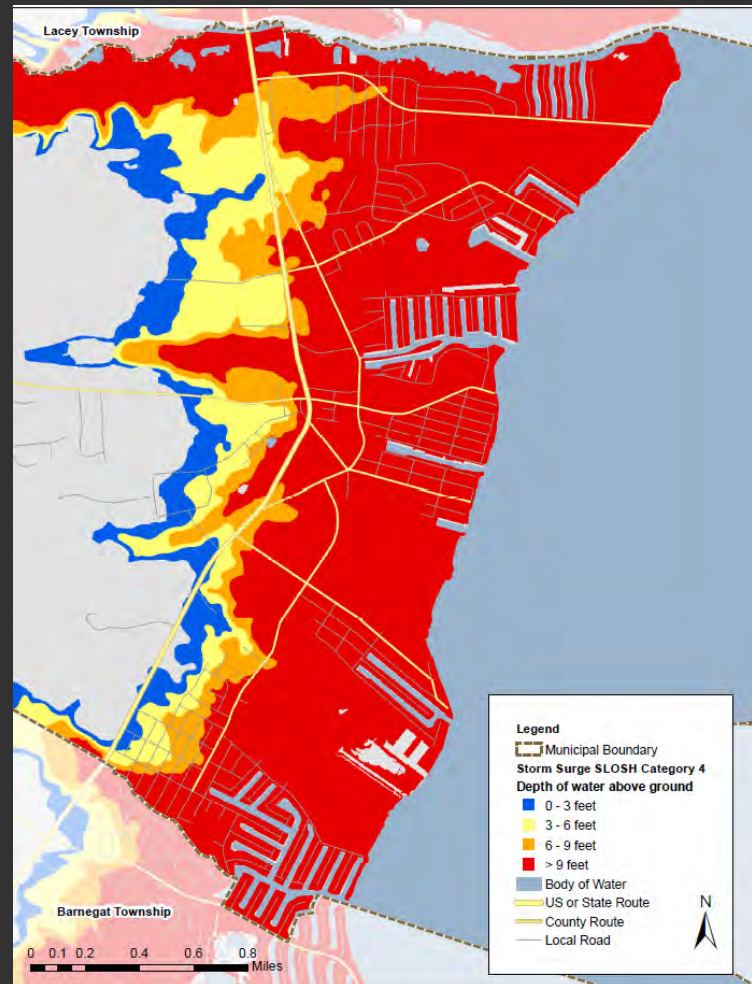 Lacey Township
Legend
Municipal Boundary
Storm Surge SLOSH Category 4
Depth of water above ground
0 - 3 feet
3 - 6 feet
6 - 9 feet
> 9 feet
Body of Water
US or State Route
County Route
Local Road
N
Barnegat Township
0 0.1 0.2 0.4 0.6 0.8
Miles